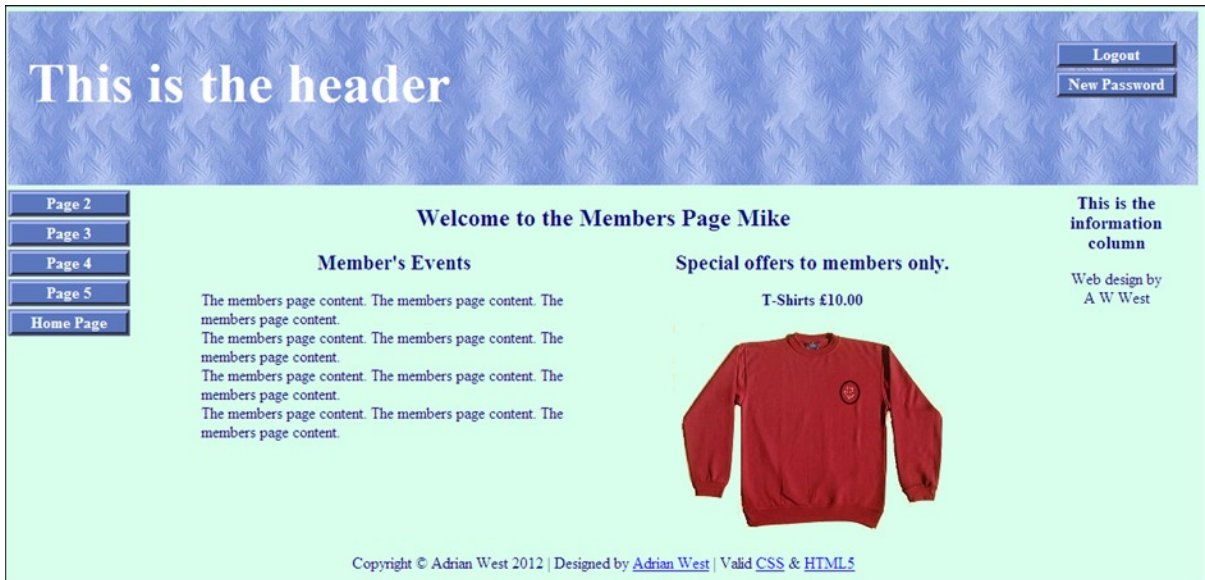 This is the header
Logout
New Password
Page 2
Page 3
Page 4
Page 5
Home Page
Welcome to the Members Page Mike
Member's Events
The members page content. The members page content. The
members page content.
The members page content. The members page content. The
members page content.
The members page content. The members page content. The
members page content.
The members page content. The members page content. The
members page content.
Special offers to members only.
T-Shirts £10.00
This is the
information
column
Web design by
A W West
Copyright © Adrian West 2012 | Designed by Adrian West | Valid CSS & HTML5